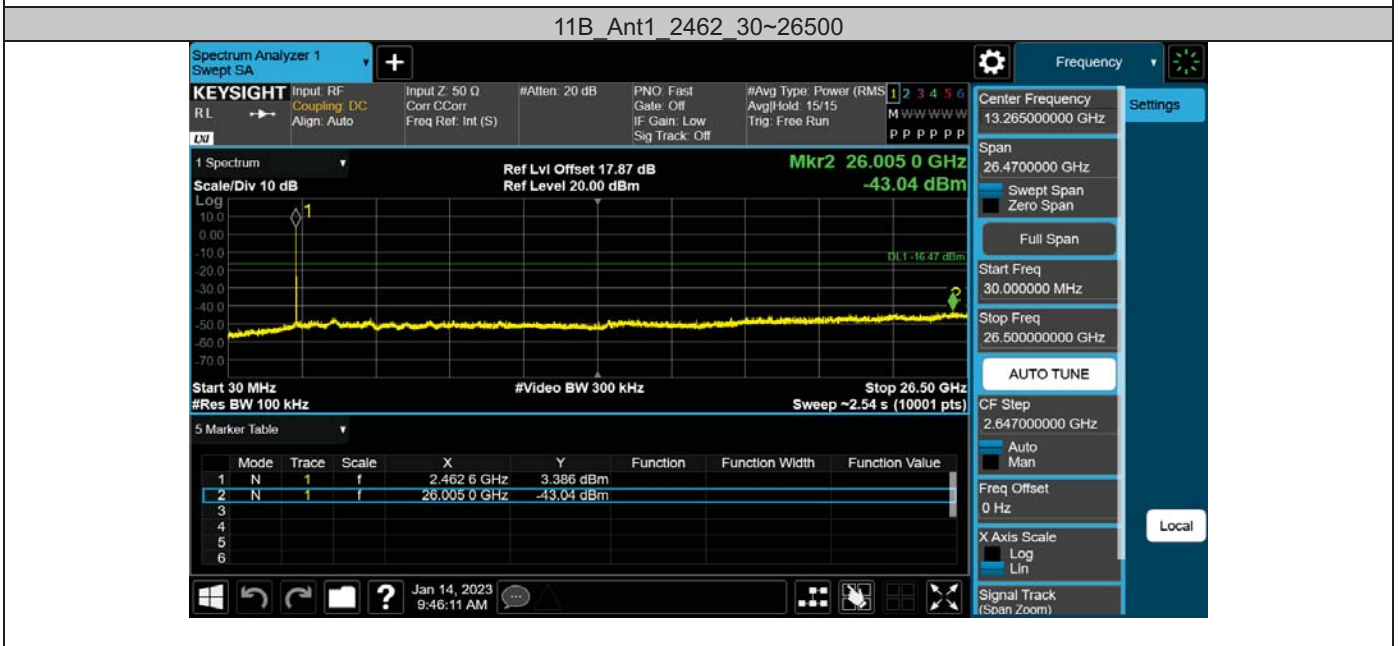 11B_Ant1_2462_30~26500
Spectrum Analyzer 1
Swept SA
+
Frequency
KEYSIGHT
RL
LXI
Input: RF
Coupling: DC
Align: Auto
Input Z: 50 Ω
Corr CCorr
Freq Ref: Int (S)
#Atten: 20 dB
PNO: Fast
Gate: Off
IF Gain: Low
Sig Track: Off
#Avg Type: Power (RMS
Avg|Hold: 15/15
Trig: Free Run
1 2 3 4 5 6
M W W W W W
P P P P P P
1 Spectrum
Scale/Div 10 dB
Ref Lvl Offset 17.87 dB
Ref Level 20.00 dBm
Mkr2 26.005 0 GHz
-43.04 dBm
Log
10.0
0.00
-10.0
-20.0
-30.0
-40.0
-50.0
-60.0
-70.0
1
DL1 -16.47 dBm
2
Start 30 MHz
#Video BW 300 kHz
Stop 26.50 GHz
#Res BW 100 kHz
Sweep ~2.54 s (10001 pts)
5 Marker Table
Mode Trace Scale X Y Function Function Width Function Value
1 N 1 f 2.462 6 GHz 3.386 dBm
2 N 1 f 26.005 0 GHz -43.04 dBm
3
4
5
6
?
Jan 14, 2023
9:46:11 AM
Center Frequency
13.265000000 GHz
Span
26.4700000 GHz
Swept Span
Zero Span
Full Span
Start Freq
30.000000 MHz
Stop Freq
26.500000000 GHz
AUTO TUNE
CF Step
2.647000000 GHz
Auto
Man
Freq Offset
0 Hz
X Axis Scale
Log
Lin
Signal Track
(Span Zoom)
Settings
Local